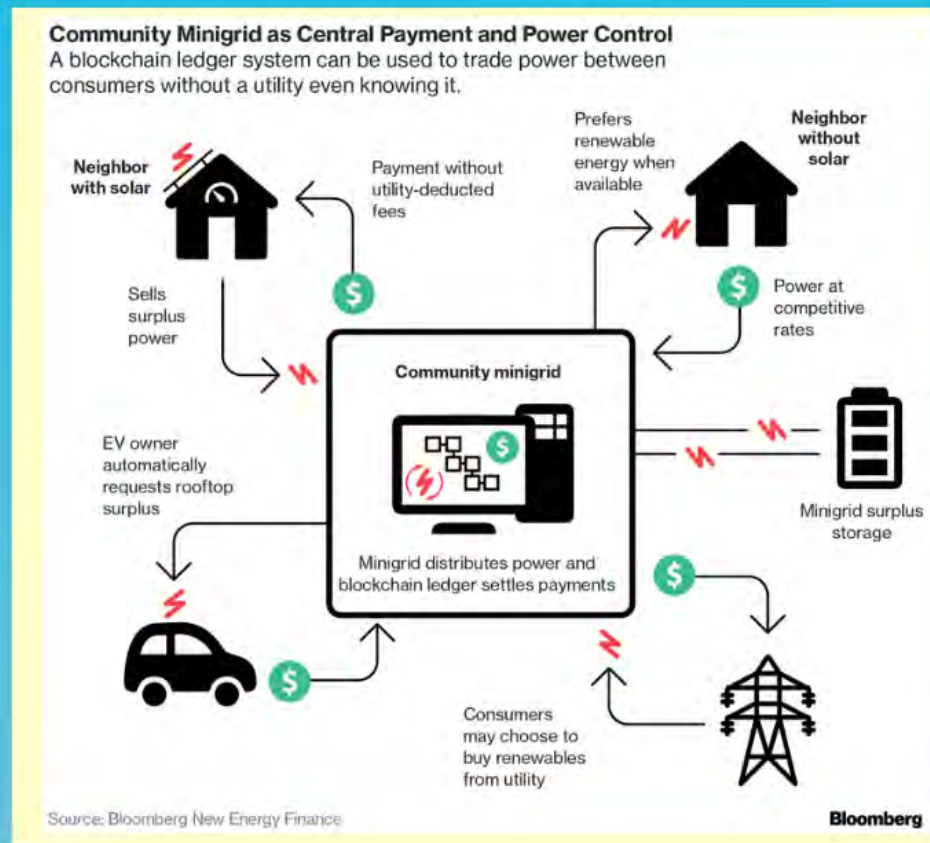 Community Minigrid as Central Payment and Power Control
A blockchain ledger system can be used to trade power between
consumers without a utility even knowing it.
Neighbor
with solar
Payment without
utility-deducted
fees
$
Sells
surplus
power
Prefers
renewable
energy when
available
Neighbor
without
solar
$
Power at
competitive
rates
Community minigrid
$
Minigrid distributes power and
blockchain ledger settles payments
Minigrid surplus
storage
EV owner
automatically
requests rooftop
surplus
$
$
Consumers
may choose to
buy renewables
from utility
Source: Bloomberg New Energy Finance
Bloomberg